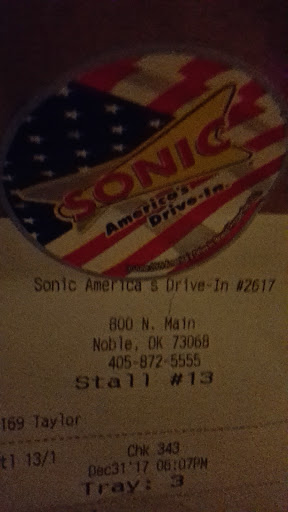 SONIC
America's
Drive-In.
Sonic America s Drive-In #2617
800 N. Main
Noble, OK 73068
405-872-5555
Stall #13
169 Taylor
tl 13/1
Chk 343
Dec31'17 06:07PM
Tray: 3